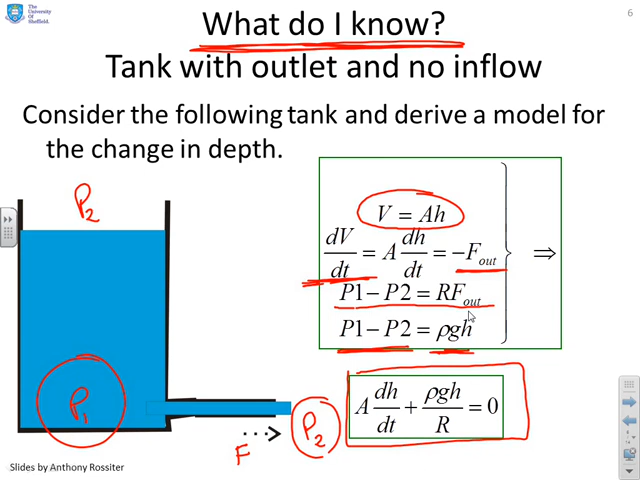 The
University
Of
Sheffield.
6
What do I know?
Tank with outlet and no inflow
Consider the following tank and derive a model for
the change in depth.
P₂
V = Ah
dV/dt = A dh/dt = −F_out
P1 − P2 = RF_out
P1 − P2 = ρgh
⇒
P₁
A dh/dt + ρgh/R = 0
P₂
F
Slides by Anthony Rossiter